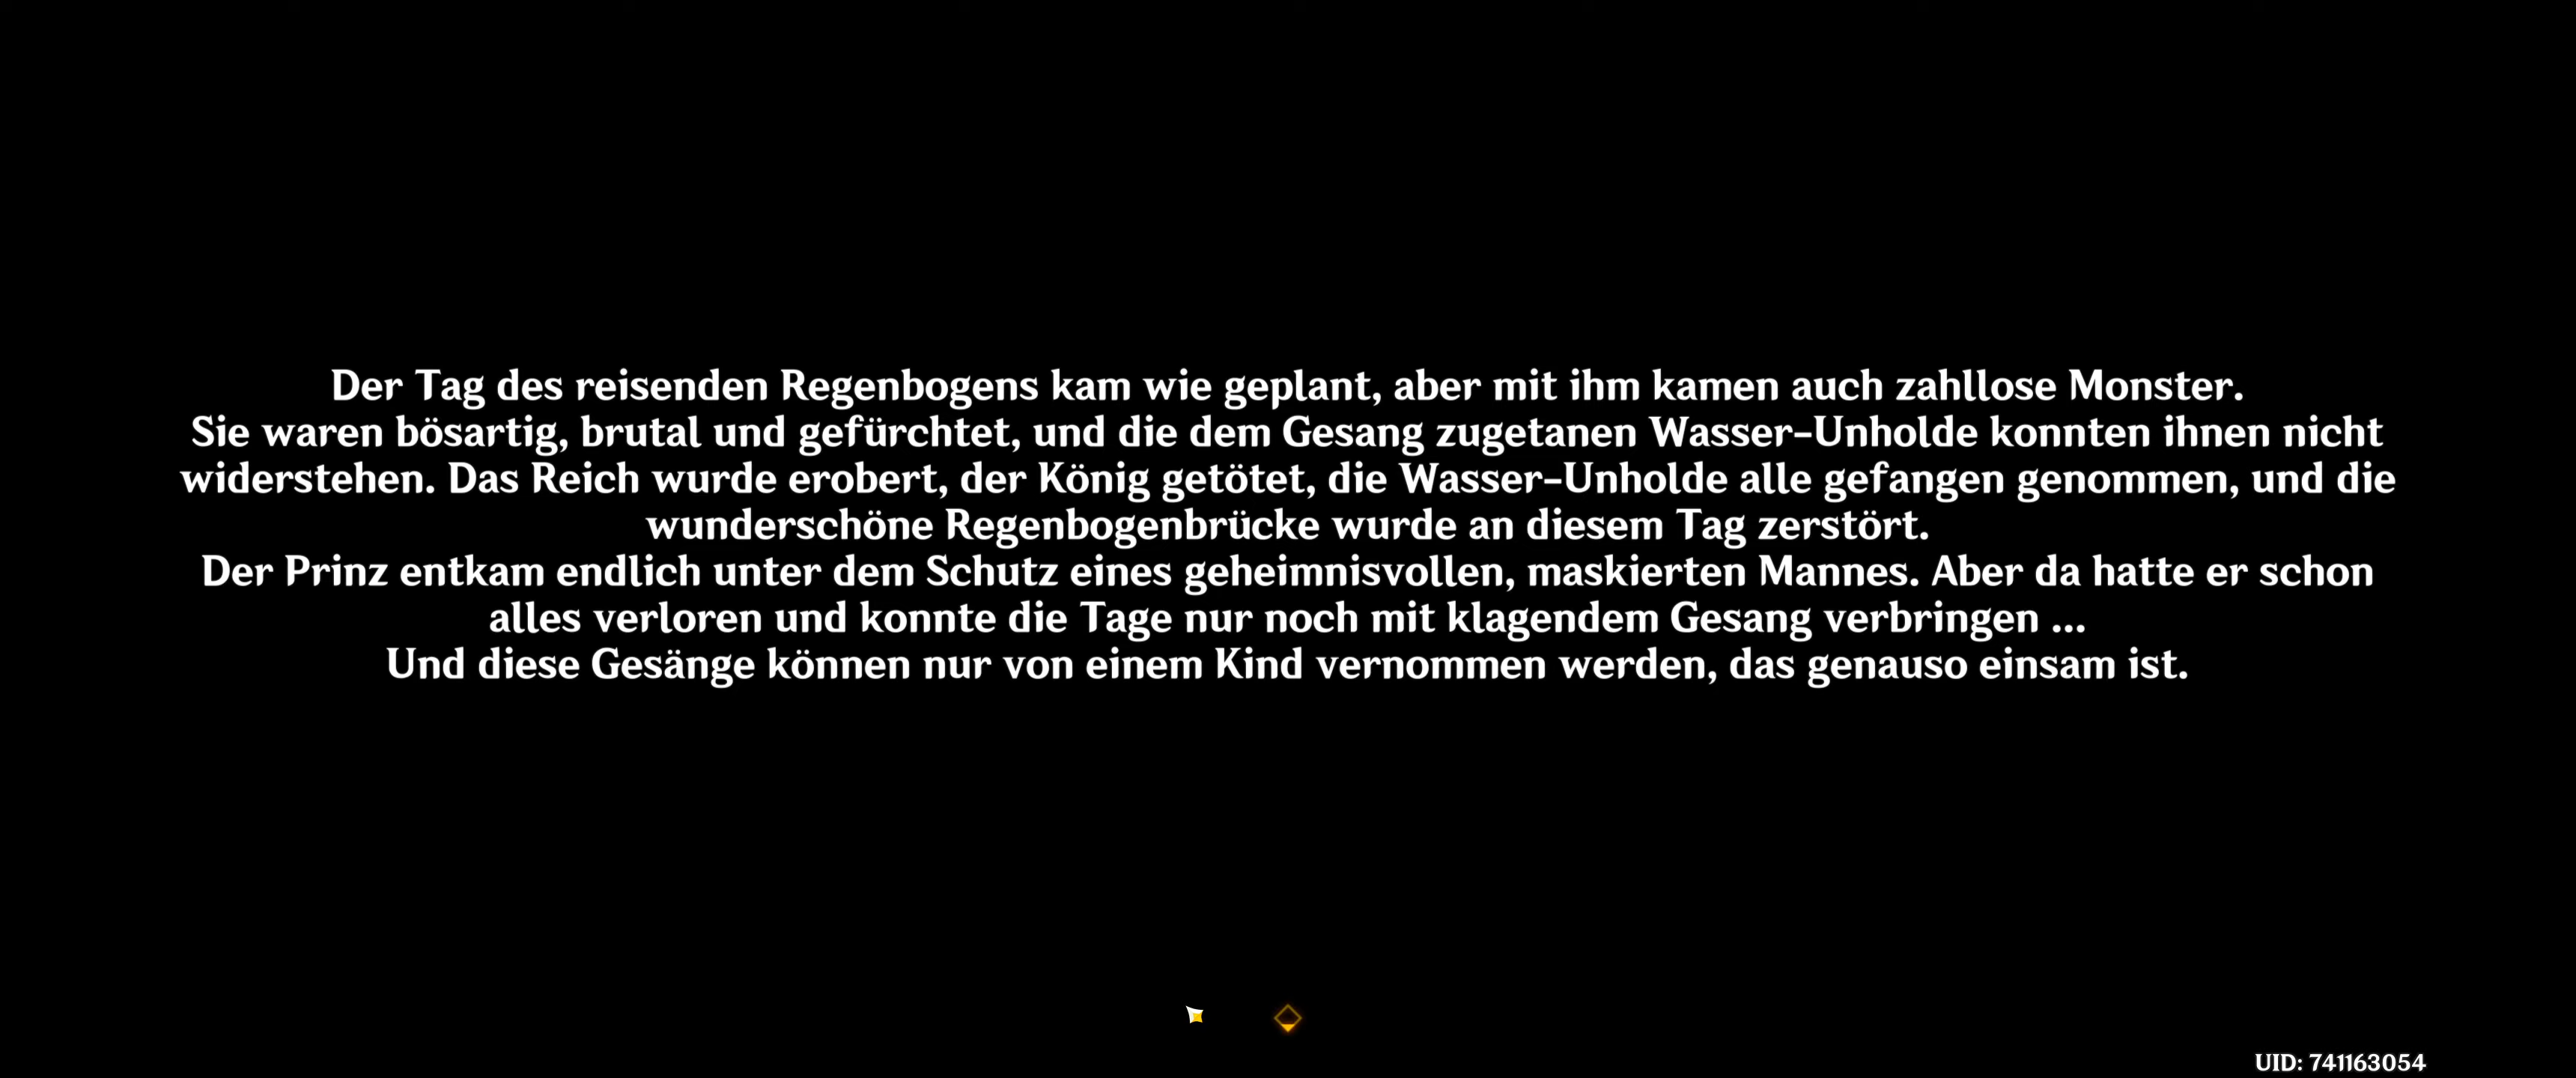 Der Tag des reisenden Regenbogens kam wie geplant, aber mit ihm kamen auch zahllose Monster.
Sie waren bösartig, brutal und gefürchtet, und die dem Gesang zugetanen Wasser-Unholde konnten ihnen nicht
widerstehen. Das Reich wurde erobert, der König getötet, die Wasser-Unholde alle gefangen genommen, und die
wunderschöne Regenbogenbrücke wurde an diesem Tag zerstört.
Der Prinz entkam endlich unter dem Schutz eines geheimnisvollen, maskierten Mannes. Aber da hatte er schon
alles verloren und konnte die Tage nur noch mit klagendem Gesang verbringen ...
Und diese Gesänge können nur von einem Kind vernommen werden, das genauso einsam ist.
UID: 741163054